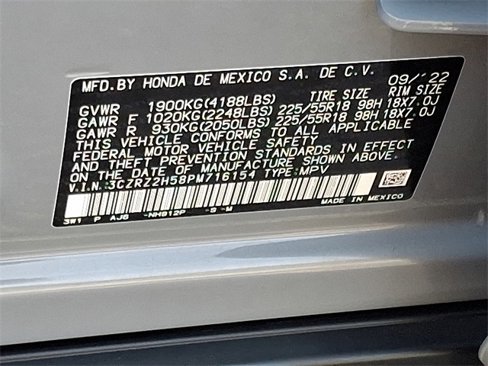 MFD.BY HONDA DE MEXICO S.A. DE C.V. 09/'22
GVWR 1900KG(4188LBS) TIRE SIZE RIM SIZE
GAWR F 1020KG(2248LBS) 225/55R18 98H 18X7.0J
GAWR R 930KG(2050LBS) 225/55R18 98H 18X7.0J
THIS VEHICLE CONFORMS TO ALL APPLICABLE
FEDERAL MOTOR VEHICLE SAFETY
AND THEFT PREVENTION STANDARDS IN EFFECT
ON THE DATE OF MANUFACTURE SHOWN ABOVE.
V.I.N.:3CZRZ2H58PM716154 TYPE:MPV
3W1 P AJG -NH912P -S-M MADE IN MEXICO